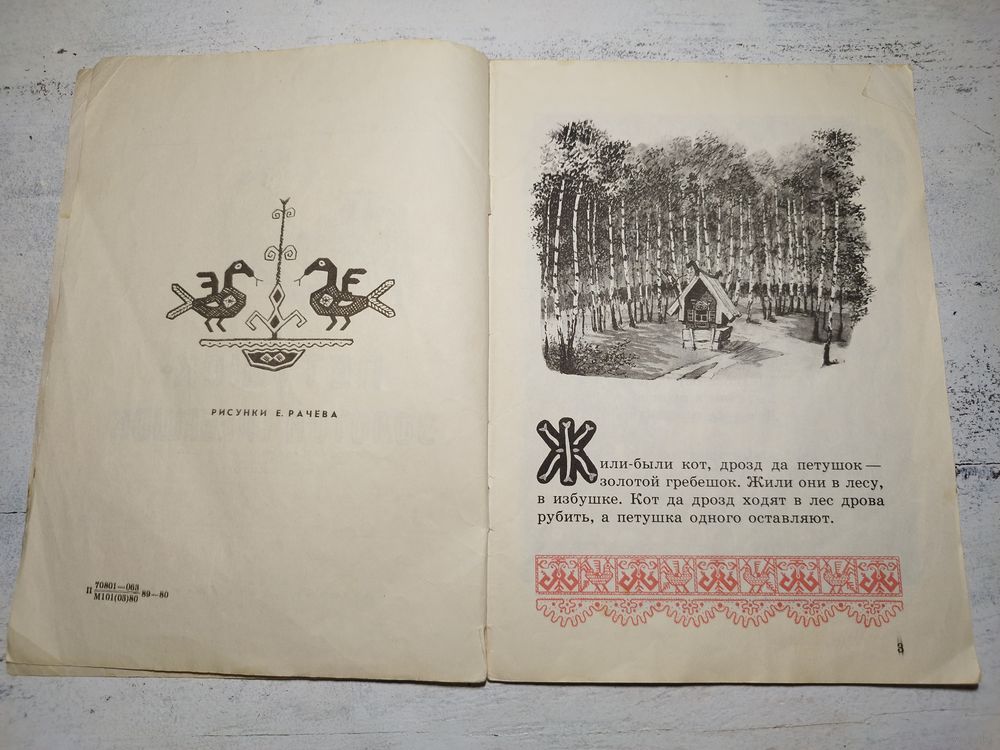 РИСУНКИ Е. РАЧЕВА
П 70801—063 89—80
М101(03)80
Жили-были кот, дрозд да петушок —
золотой гребешок. Жили они в лесу,
в избушке. Кот да дрозд ходят в лес дрова
рубить, а петушка одного оставляют.
3